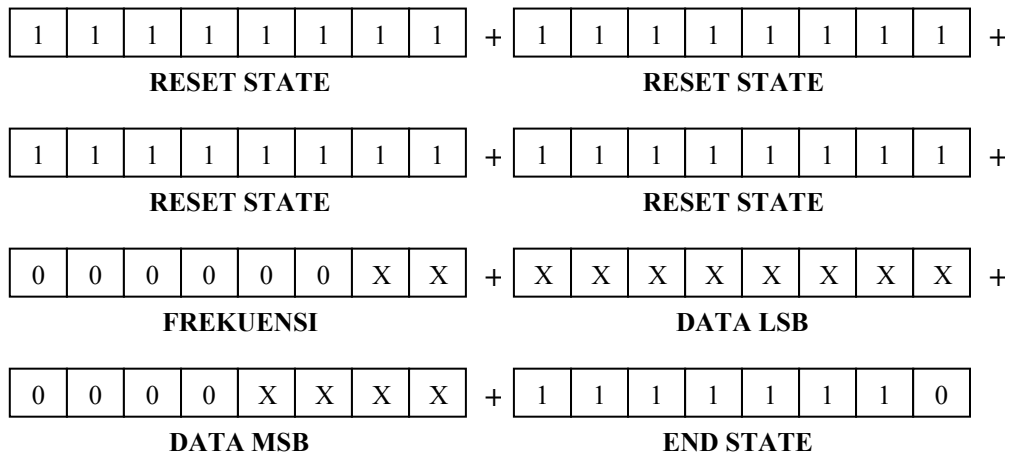 1 1 1 1 1 1 1 1 + 1 1 1 1 1 1 1 1 +
RESET STATE RESET STATE
1 1 1 1 1 1 1 1 + 1 1 1 1 1 1 1 1 +
RESET STATE RESET STATE
0 0 0 0 0 0 X X + X X X X X X X X +
FREKUENSI DATA LSB
0 0 0 0 X X X X + 1 1 1 1 1 1 1 0
DATA MSB END STATE